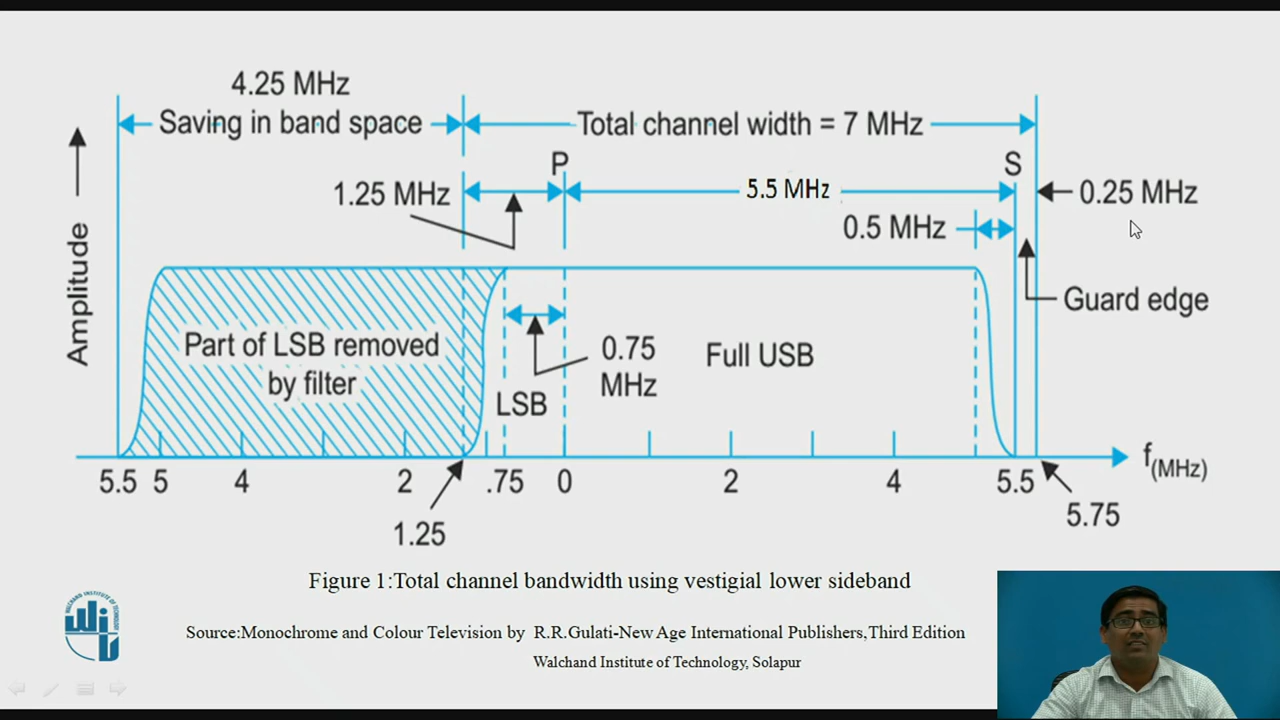 4.25 MHz
Saving in band space
Total channel width = 7 MHz
P
S
1.25 MHz
5.5 MHz
0.25 MHz
0.5 MHz
Amplitude
Guard edge
Part of LSB removed
by filter
0.75
MHz
Full USB
LSB
f(MHz)
5.5 5 4 2 .75 0 2 4 5.5
1.25
5.75
Figure 1:Total channel bandwidth using vestigial lower sideband
WALCHAND INSTITUTE OF TECHNOLOGY
Source:Monochrome and Colour Television by R.R.Gulati-New Age International Publishers,Third Edition
Walchand Institute of Technology, Solapur